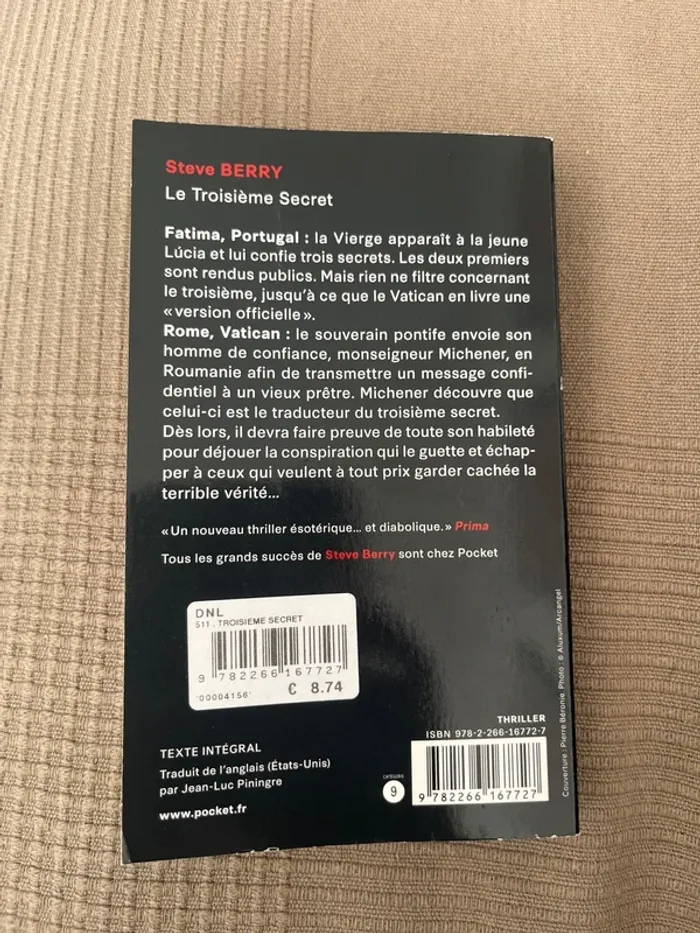 Steve BERRY
Le Troisième Secret
Fatima, Portugal : la Vierge apparaît à la jeune
Lúcia et lui confie trois secrets. Les deux premiers
sont rendus publics. Mais rien ne filtre concernant
le troisième, jusqu'à ce que le Vatican en livre une
« version officielle ».
Rome, Vatican : le souverain pontife envoie son
homme de confiance, monseigneur Michener, en
Roumanie afin de transmettre un message confi-
dentiel à un vieux prêtre. Michener découvre que
celui-ci est le traducteur du troisième secret.
Dès lors, il devra faire preuve de toute son habileté
pour déjouer la conspiration qui le guette et échap-
per à ceux qui veulent à tout prix garder cachée la
terrible vérité...
« Un nouveau thriller ésotérique... et diabolique. » Prima
Tous les grands succès de Steve Berry sont chez Pocket
DNL
511 . TROISIEME SECRET
9 782266 167727
'00004156'
€ 8.74
THRILLER
ISBN 978-2-266-16772-7
TEXTE INTÉGRAL
Traduit de l'anglais (États-Unis)
par Jean-Luc Piningre
www.pocket.fr
CATÉGORIE
9
9 782266 167727
Couverture : Pierre Béronie. Photo : © Aluxum/Arcangel